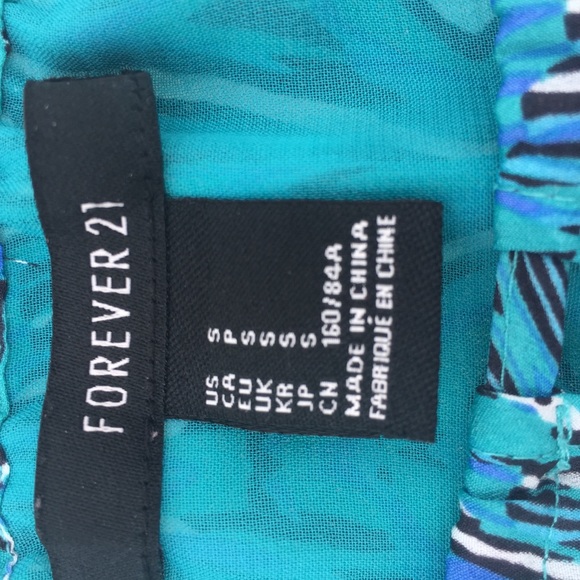 FOREVER 21
US S
CA P
EU S
UK S
KR S
JP S
CN 160/84A
MADE IN CHINA
FABRIQUÉ EN CHINE